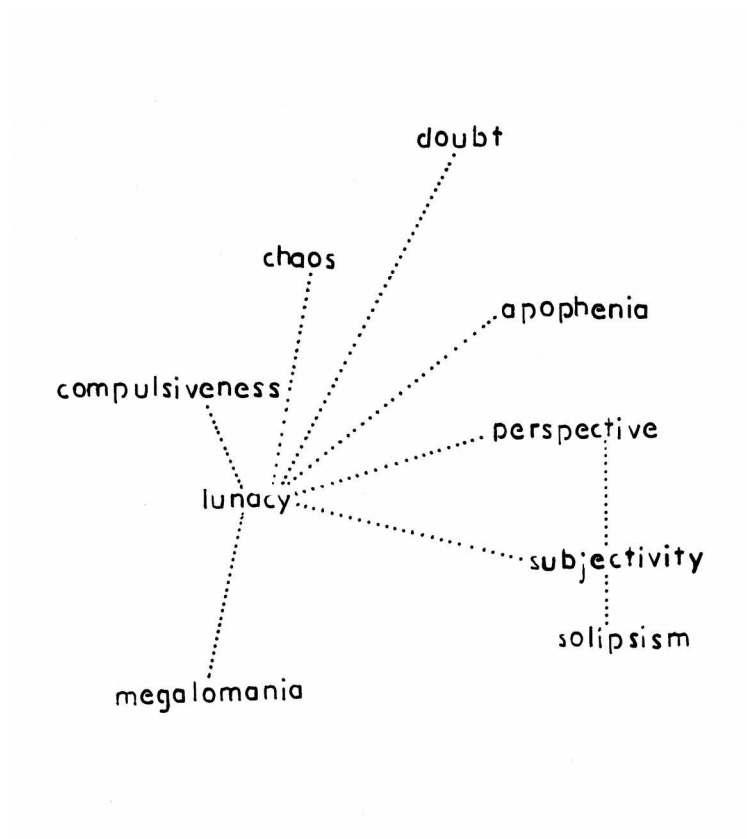 doubt
chaos
apophenia
compulsiveness
perspective
lunacy
subjectivity
solipsism
megalomania